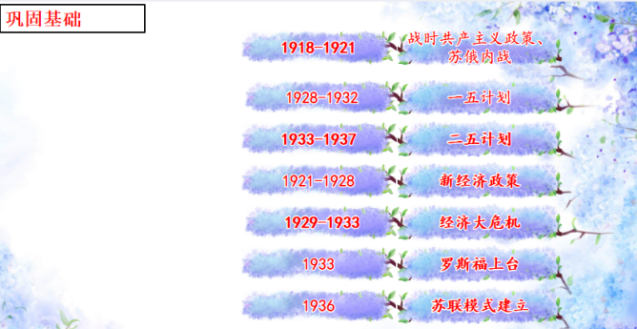 巩固基础
1918-1921 战时共产主义政策、
苏俄内战
1928-1932 一五计划
1933-1937 二五计划
1921-1928 新经济政策
1929-1933 经济大危机
1933 罗斯福上台
1936 苏联模式建立